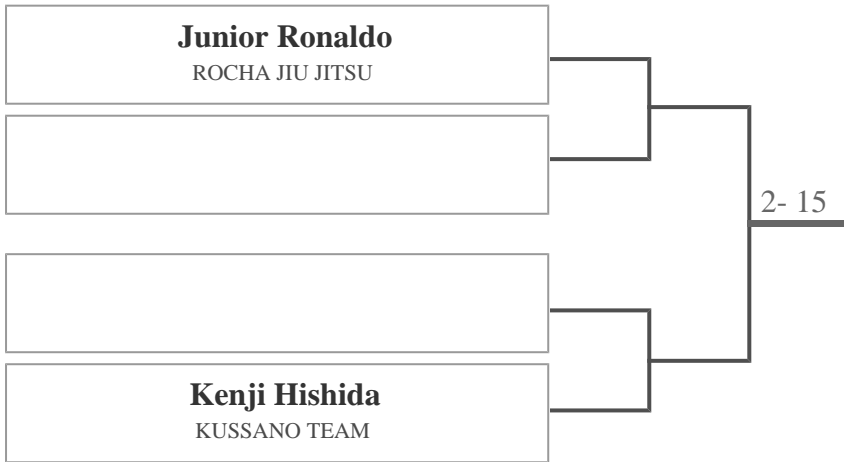 Junior Ronaldo
ROCHA JIU JITSU
2- 15
Kenji Hishida
KUSSANO TEAM